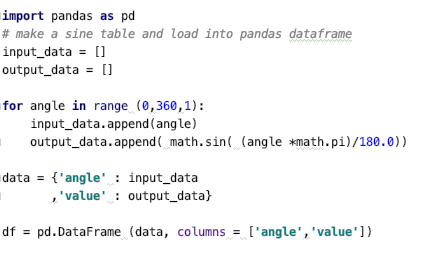 import pandas as pd
# make a sine table and load into pandas dataframe
input_data = []
output_data = []
for angle in range (0,360,1):
    input_data.append(angle)
    output_data.append( math.sin( (angle *math.pi)/180.0))
data = {'angle' : input_data
        ,'value' : output_data}
df = pd.DataFrame (data, columns = ['angle','value'])